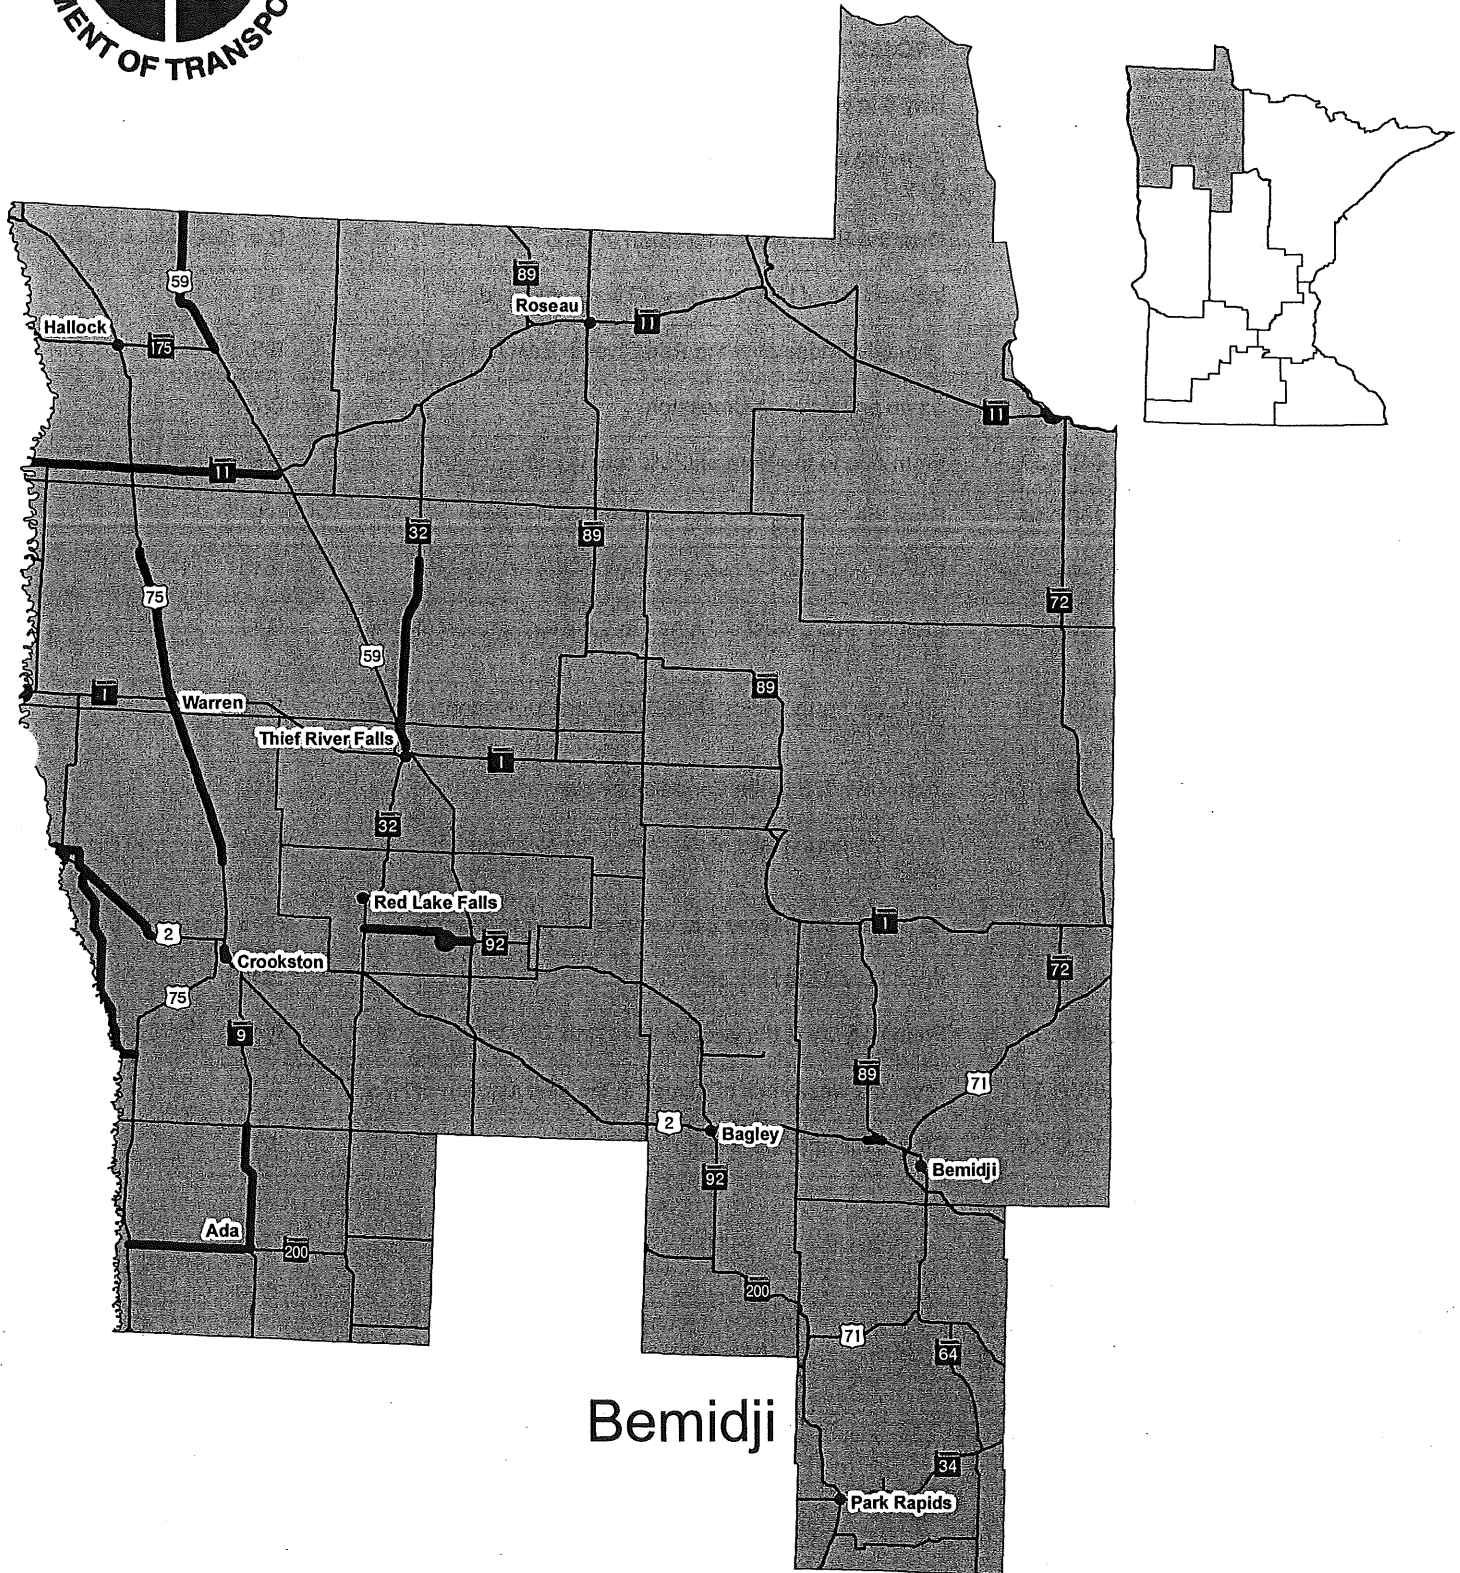 MENT OF TRANSPO
59
89
Roseau
11
Hallock
175
11
11
32
89
75
72
59
89
1
Warren
Thief River Falls
1
32
Red Lake Falls
1
2
92
Crookston
72
75
9
89
71
2
Bagley
Bemidji
92
Ada
200
200
71
64
Bemidji
34
Park Rapids